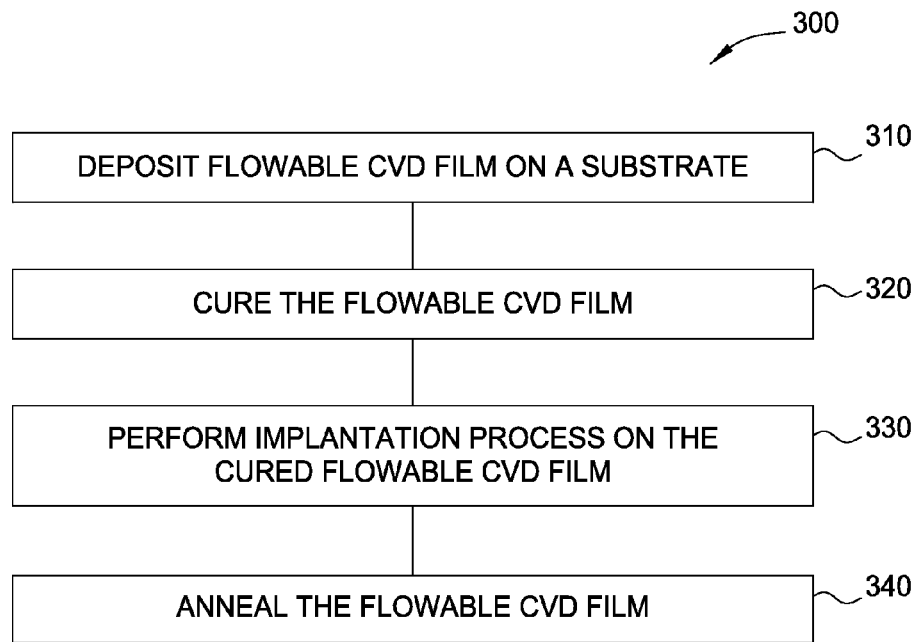 300
DEPOSIT FLOWABLE CVD FILM ON A SUBSTRATE
310
CURE THE FLOWABLE CVD FILM
320
PERFORM IMPLANTATION PROCESS ON THE
CURED FLOWABLE CVD FILM
330
ANNEAL THE FLOWABLE CVD FILM
340